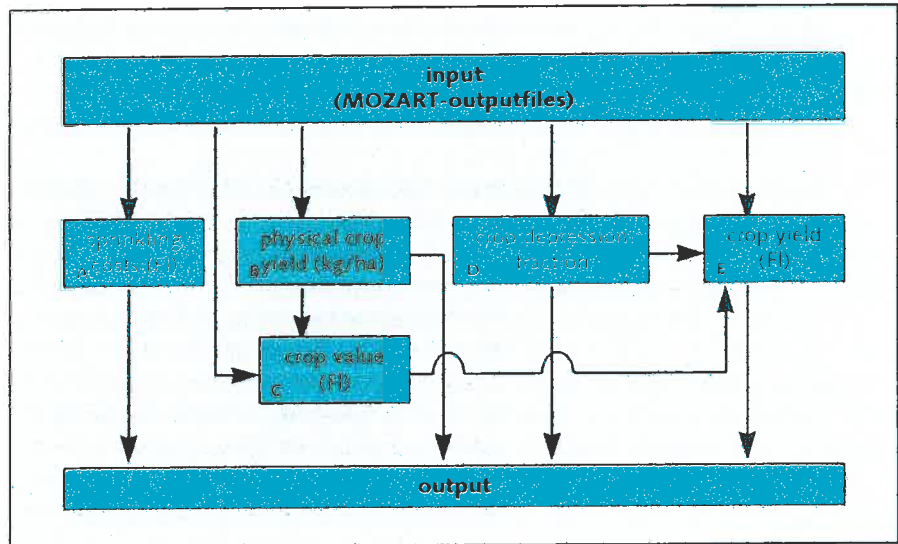 input
(MOZART-outputfiles)
sprinkling
costs (Fl)
A
physical crop
yield (kg/ha)
B
crop depression
fraction
D
crop yield
(Fl)
E
crop value
(Fl)
C
output